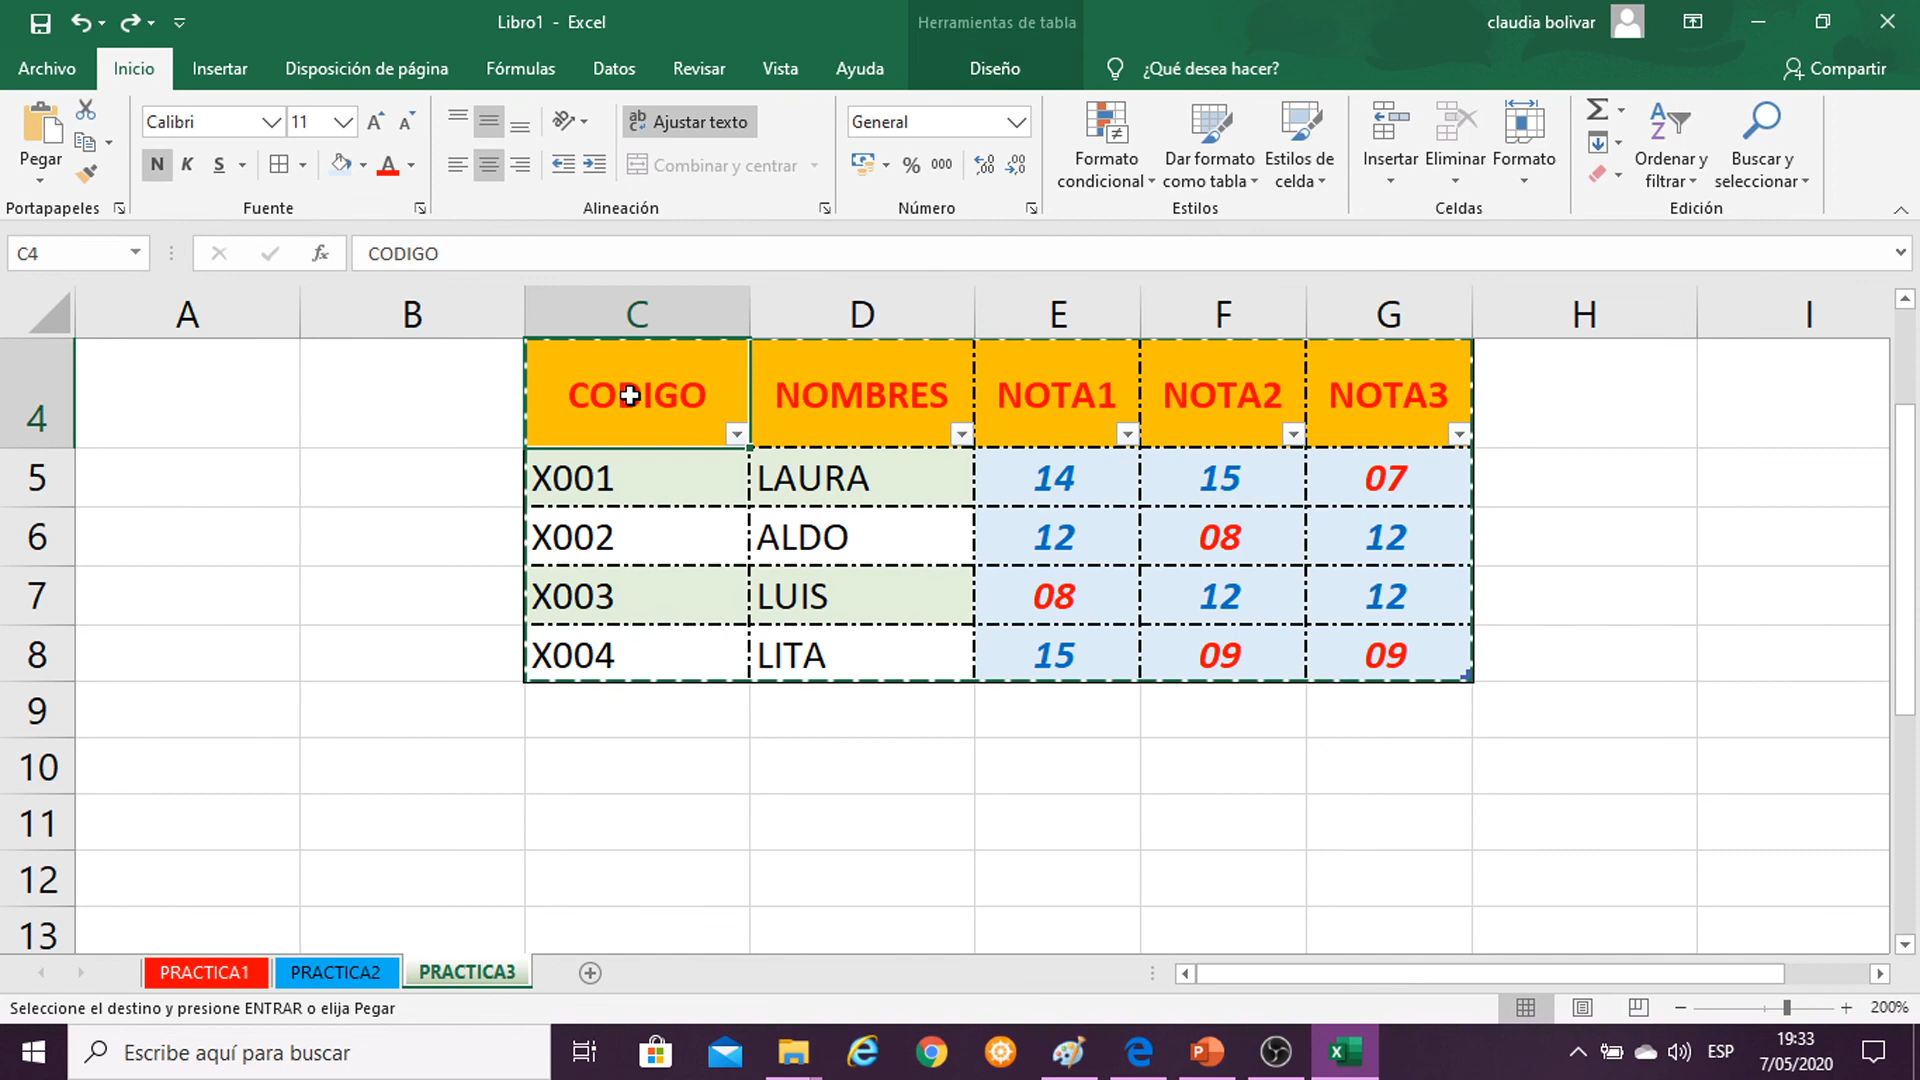 Libro1 - Excel
Herramientas de tabla
claudia bolivar
Archivo Inicio Insertar Disposición de página Fórmulas Datos Revisar Vista Ayuda Diseño ¿Qué desea hacer? Compartir
Calibri 11 Ajustar texto General
Pegar N K S Combinar y centrar % 000
Formato condicional Dar formato como tabla Estilos de celda Insertar Eliminar Formato Ordenar y filtrar Buscar y seleccionar
Portapapeles Fuente Alineación Número Estilos Celdas Edición
C4 fx CODIGO
A B C D E F G H I
4 CODIGO NOMBRES NOTA1 NOTA2 NOTA3
5 X001 LAURA 14 15 07
6 X002 ALDO 12 08 12
7 X003 LUIS 08 12 12
8 X004 LITA 15 09 09
9
10
11
12
13
PRACTICA1 PRACTICA2 PRACTICA3
Seleccione el destino y presione ENTRAR o elija Pegar 200%
Escribe aquí para buscar ESP 19:33
7/05/2020